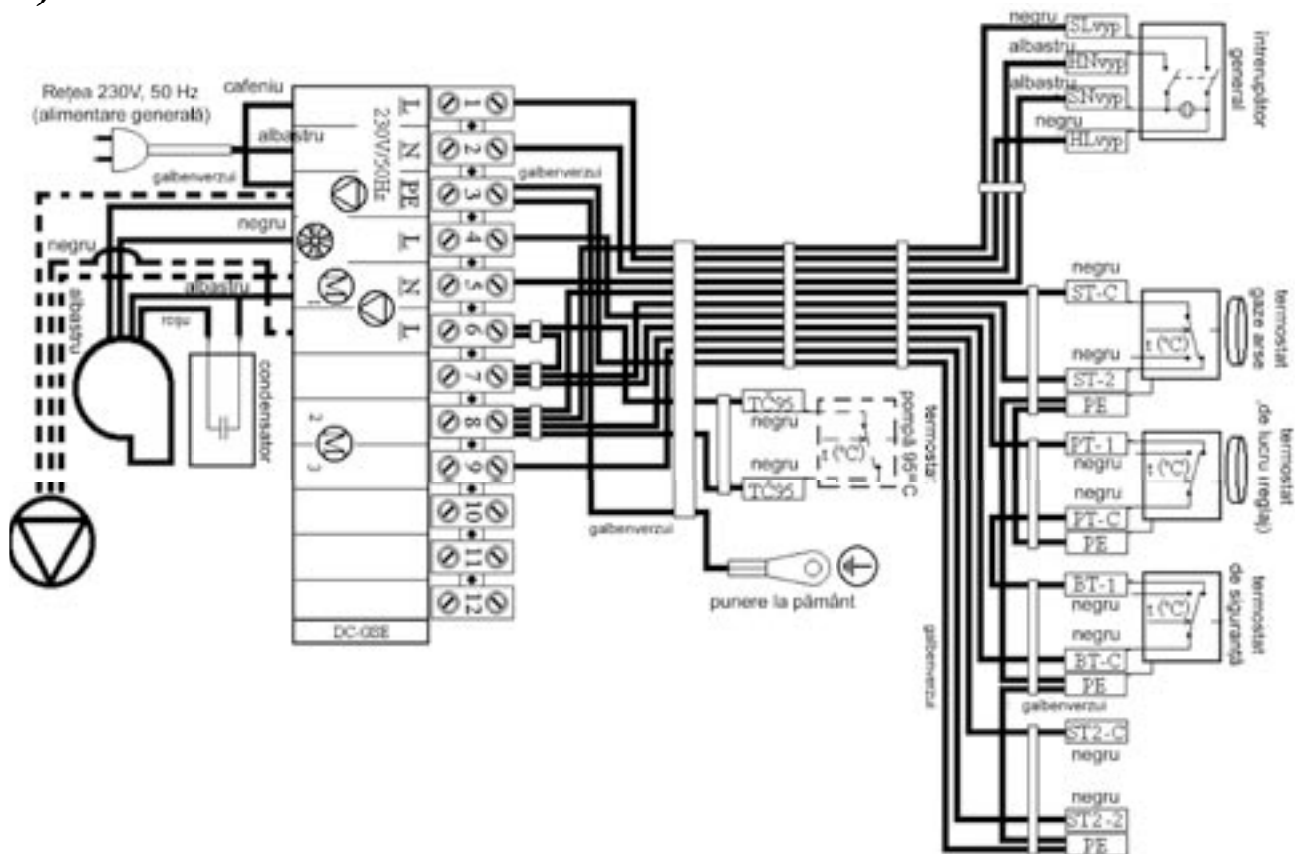 Rețea 230V, 50 Hz
(alimentare generală)
cafeniu
albastru
galbenverzui
negru
negru
albastru
albastru
roșu
condensator
230V/50Hz
L
N
PE
L
N
L
M
1
2
M
3
DC-GSE
1
2
3
4
5
6
7
8
9
10
11
12
galbenverzui
galbenverzui
punere la pământ
TČ95
negru
negru
TČ95
t (°C)
pompă 95°C
negru
SLvyp
albastru
HNvyp
albastru
SNvyp
negru
HLvyp
întrerupător
general
negru
ST-C
negru
ST-2
PE
t (°C)
termostat
gaze arse
PT-1
negru
negru
PT-C
PE
t (°C)
termostat
de lucru (reglaj)
BT-1
negru
negru
BT-C
PE
t (°C)
termostat
de siguranță
galbenverzui
galbenverzui
ST2-C
negru
negru
ST2-2
PE